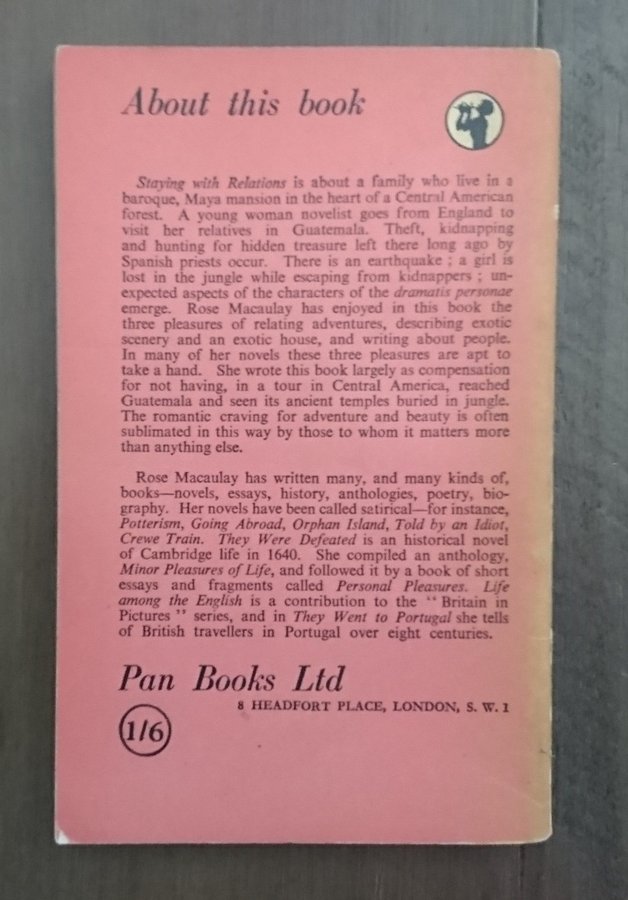 About this book
Staying with Relations is about a family who live in a
baroque, Maya mansion in the heart of a Central American
forest. A young woman novelist goes from England to
visit her relatives in Guatemala. Theft, kidnapping
and hunting for hidden treasure left there long ago by
Spanish priests occur. There is an earthquake ; a girl is
lost in the jungle while escaping from kidnappers ; un-
expected aspects of the characters of the dramatis personae
emerge. Rose Macaulay has enjoyed in this book the
three pleasures of relating adventures, describing exotic
scenery and an exotic house, and writing about people.
In many of her novels these three pleasures are apt to
take a hand. She wrote this book largely as compensation
for not having, in a tour in Central America, reached
Guatemala and seen its ancient temples buried in jungle.
The romantic craving for adventure and beauty is often
sublimated in this way by those to whom it matters more
than anything else.
Rose Macaulay has written many, and many kinds of,
books—novels, essays, history, anthologies, poetry, bio-
graphy. Her novels have been called satirical—for instance,
Potterism, Going Abroad, Orphan Island, Told by an Idiot,
Crewe Train. They Were Defeated is an historical novel
of Cambridge life in 1640. She compiled an anthology,
Minor Pleasures of Life, and followed it by a book of short
essays and fragments called Personal Pleasures. Life
among the English is a contribution to the "Britain in
Pictures" series, and in They Went to Portugal she tells
of British travellers in Portugal over eight centuries.
Pan Books Ltd
8 HEADFORT PLACE, LONDON, S. W. 1
1/6